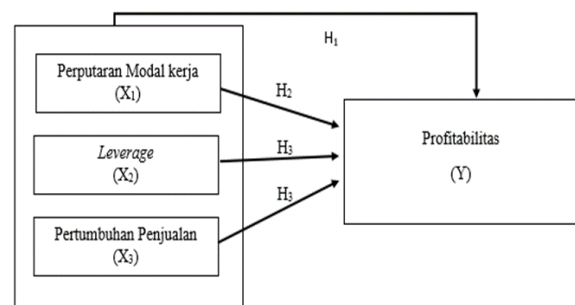 H₁
Perputaran Modal kerja
(X₁)
H₂
Leverage
(X₂)
H₃
Profitabilitas
(Y)
H₃
Pertumbuhan Penjualan
(X₃)